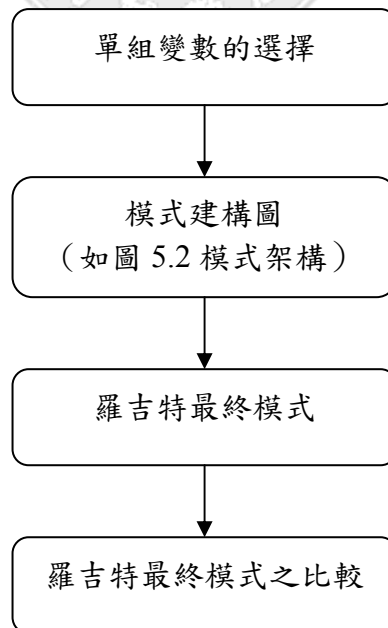 單組變數的選擇
模式建構圖
（如圖 5.2 模式架構）
羅吉特最終模式
羅吉特最終模式之比較